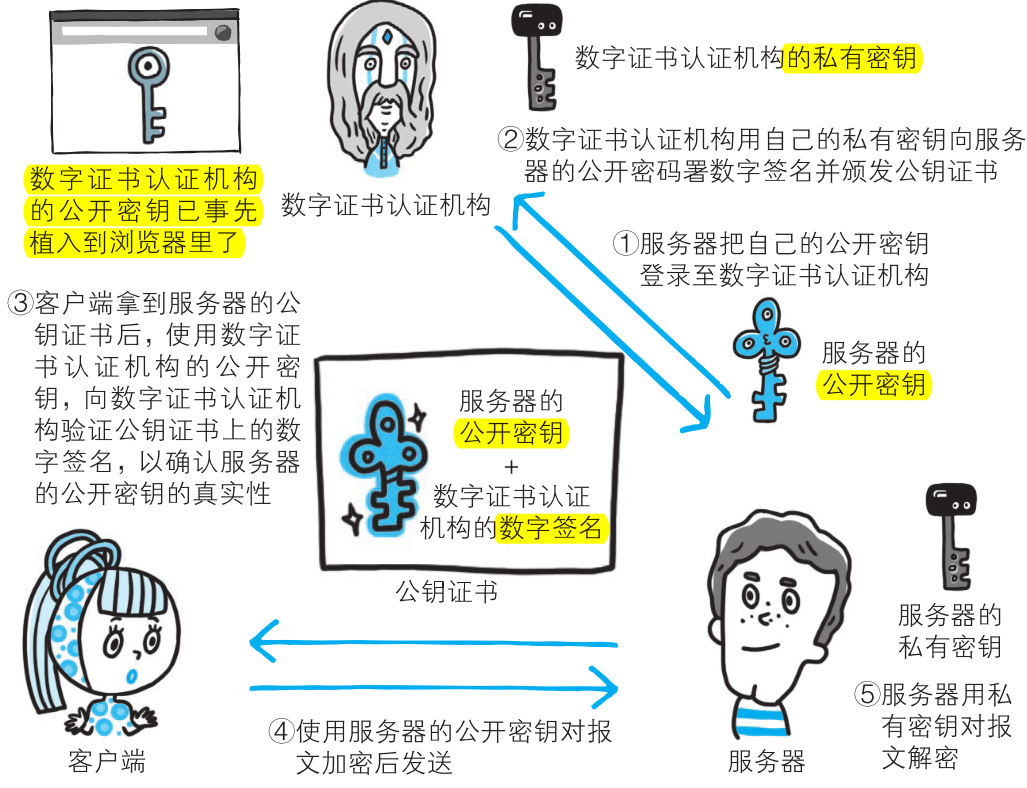 数字证书认证机构
的公开密钥已事先
植入到浏览器里了
数字证书认证机构
数字证书认证机构的私有密钥
②数字证书认证机构用自己的私有密钥向服务
器的公开密码署数字签名并颁发公钥证书
①服务器把自己的公开密钥
登录至数字证书认证机构
服务器的
公开密钥
③客户端拿到服务器的公
钥证书后，使用数字证
书认证机构的公开密
钥，向数字证书认证机
构验证公钥证书上的数
字签名，以确认服务器
的公开密钥的真实性
服务器的
公开密钥
+
数字证书认证
机构的数字签名
公钥证书
服务器的
私有密钥
④使用服务器的公开密钥对报
文加密后发送
⑤服务器用私
有密钥对报
文解密
客户端
服务器